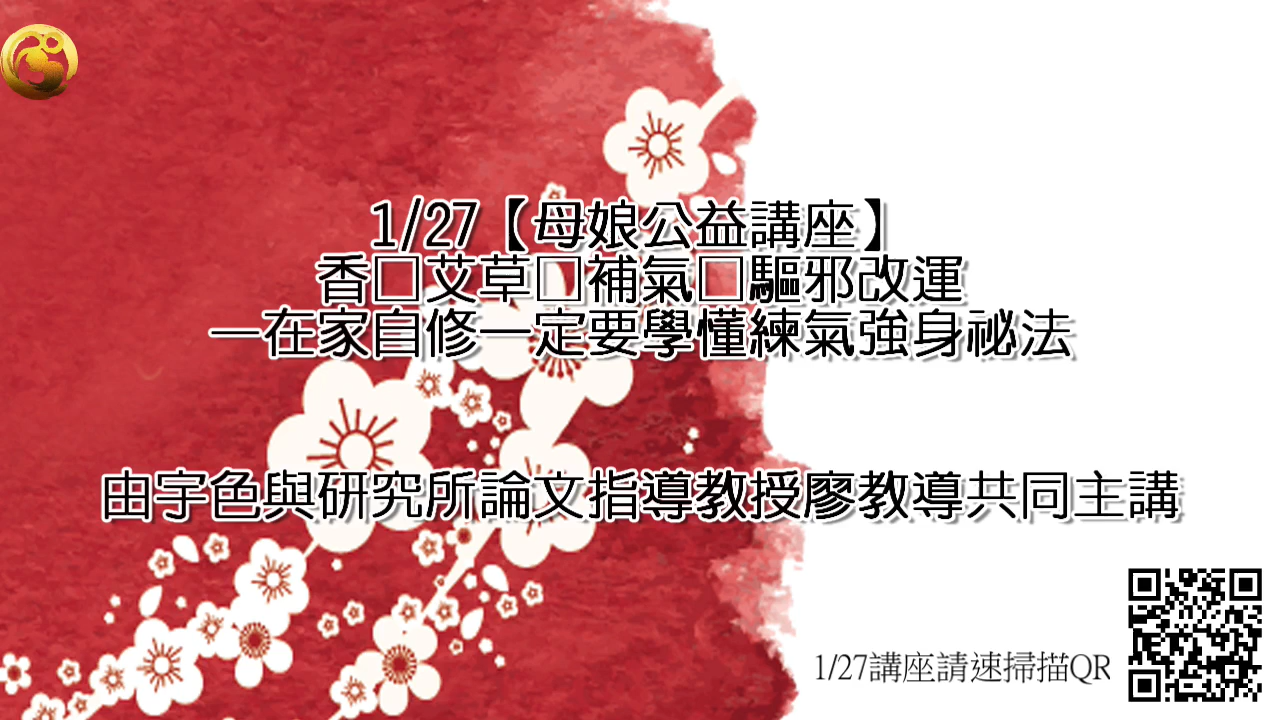 1/27【母娘公益講座】
香□艾草□補氣□驅邪改運
—在家自修一定要學懂練氣強身祕法
由宇色與研究所論文指導教授廖教導共同主講
1/27講座請速掃描QR